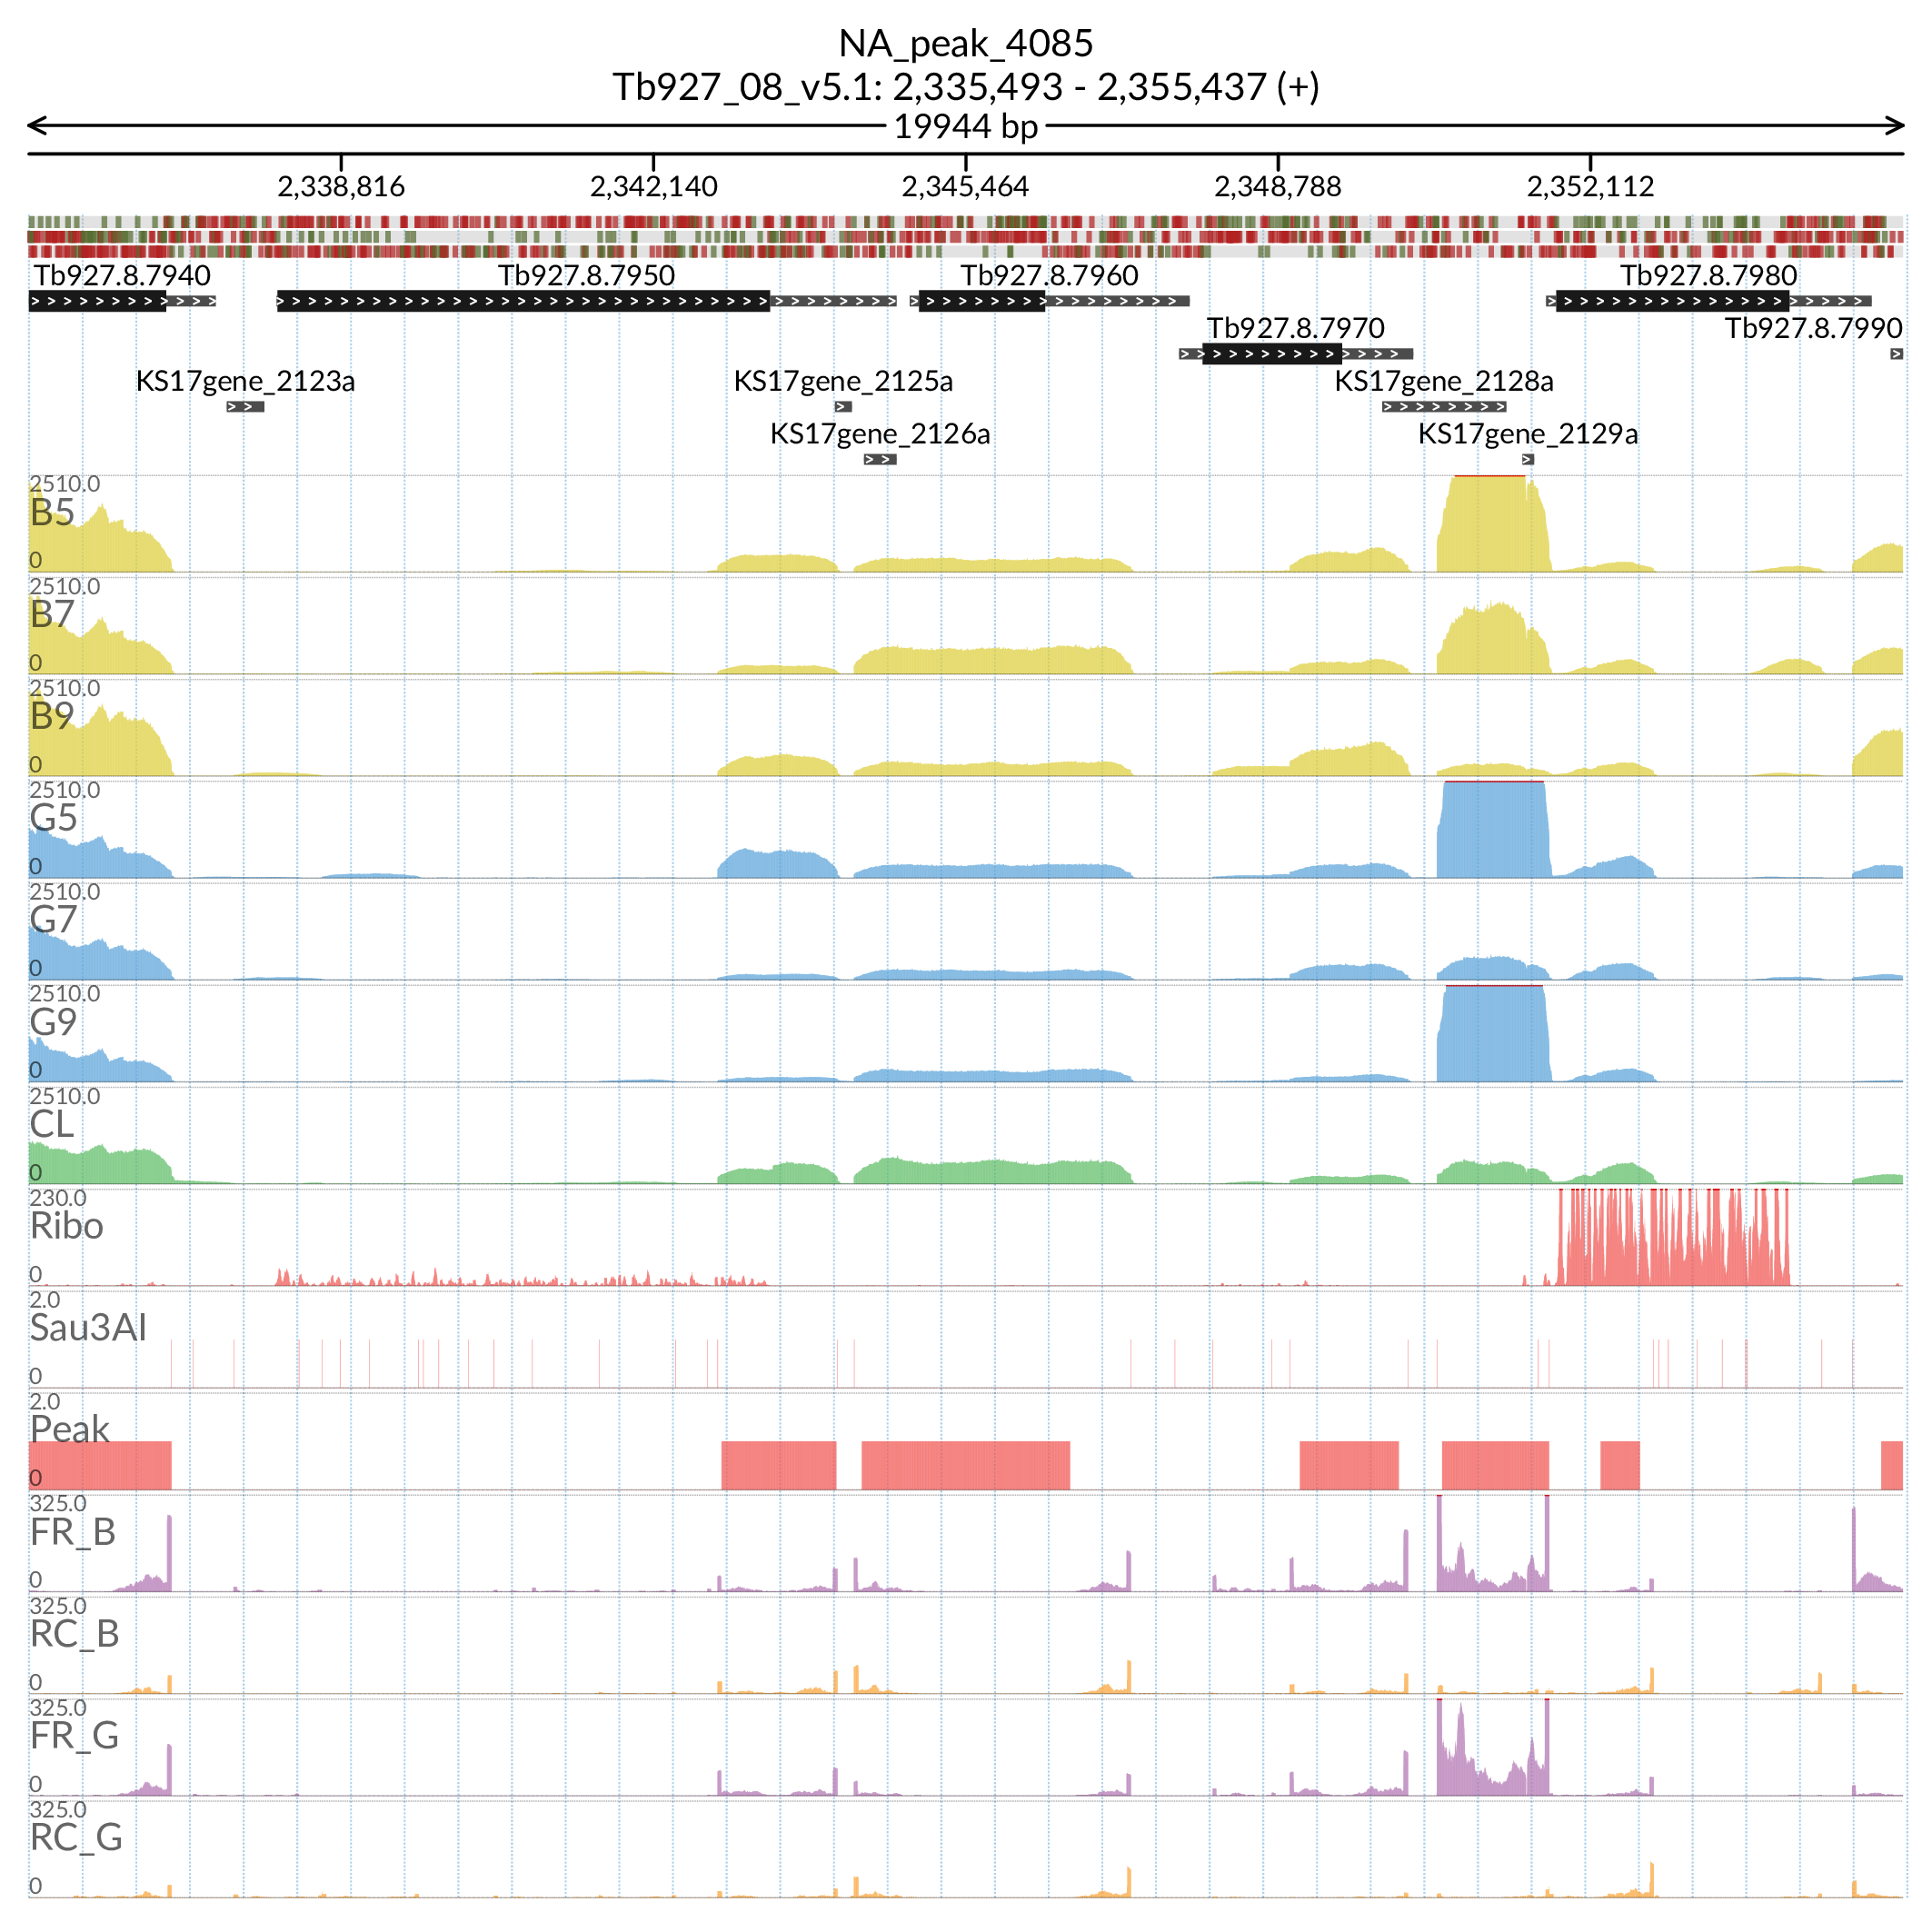 NA_peak_4085
Tb927_08_v5.1: 2,335,493 - 2,355,437 (+)
19944 bp
2,338,816 2,342,140 2,345,464 2,348,788 2,352,112
Tb927.8.7940 Tb927.8.7950 Tb927.8.7960 Tb927.8.7980
Tb927.8.7970 Tb927.8.7990
KS17gene_2123a KS17gene_2125a KS17gene_2128a
KS17gene_2126a KS17gene_2129a
2510.0
B5
0
2510.0
B7
0
2510.0
B9
0
2510.0
G5
0
2510.0
G7
0
2510.0
G9
0
2510.0
CL
0
230.0
Ribo
0
2.0
Sau3AI
0
2.0
Peak
0
325.0
FR_B
0
325.0
RC_B
0
325.0
FR_G
0
325.0
RC_G
0